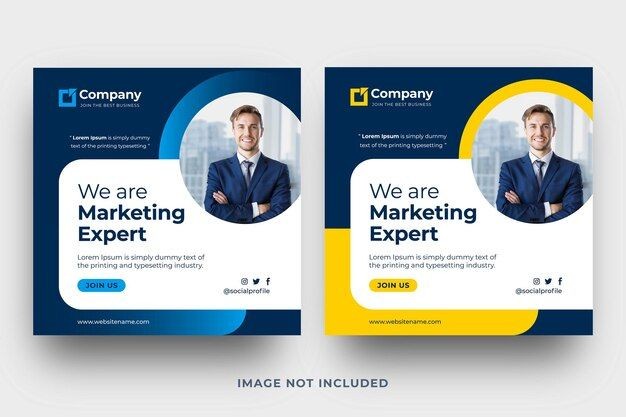 Company
JOIN THE BEST BUSINESS
" Lorem Ipsum is simply dummy
text of the printing and typesetting "
We are
Marketing
Expert
Lorem Ipsum is simply dummy text of
the printing and typesetting industry.
JOIN US
@socialprofile
www.websitename.com
Company
JOIN THE BEST BUSINESS
" Lorem Ipsum is simply dummy
text of the printing and typesetting "
We are
Marketing
Expert
Lorem Ipsum is simply dummy text of
the printing and typesetting industry.
JOIN US
@socialprofile
www.websitename.com
IMAGE NOT INCLUDED